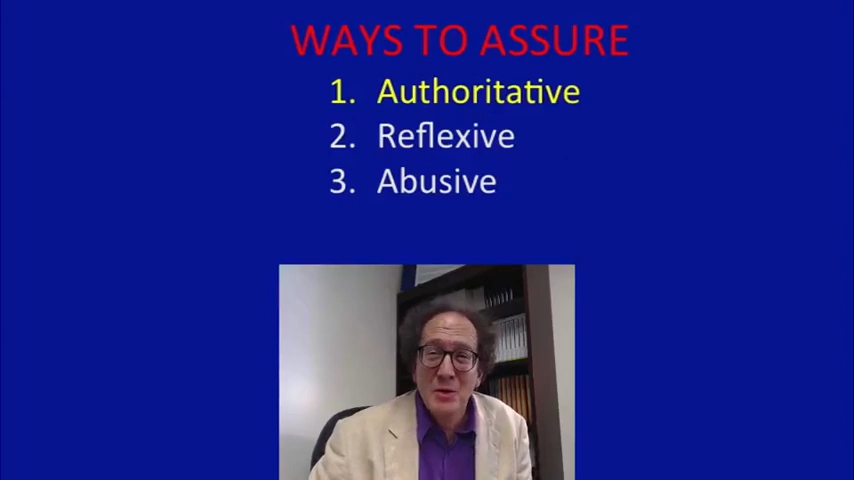 WAYS TO ASSURE
1. Authoritative
2. Reflexive
3. Abusive